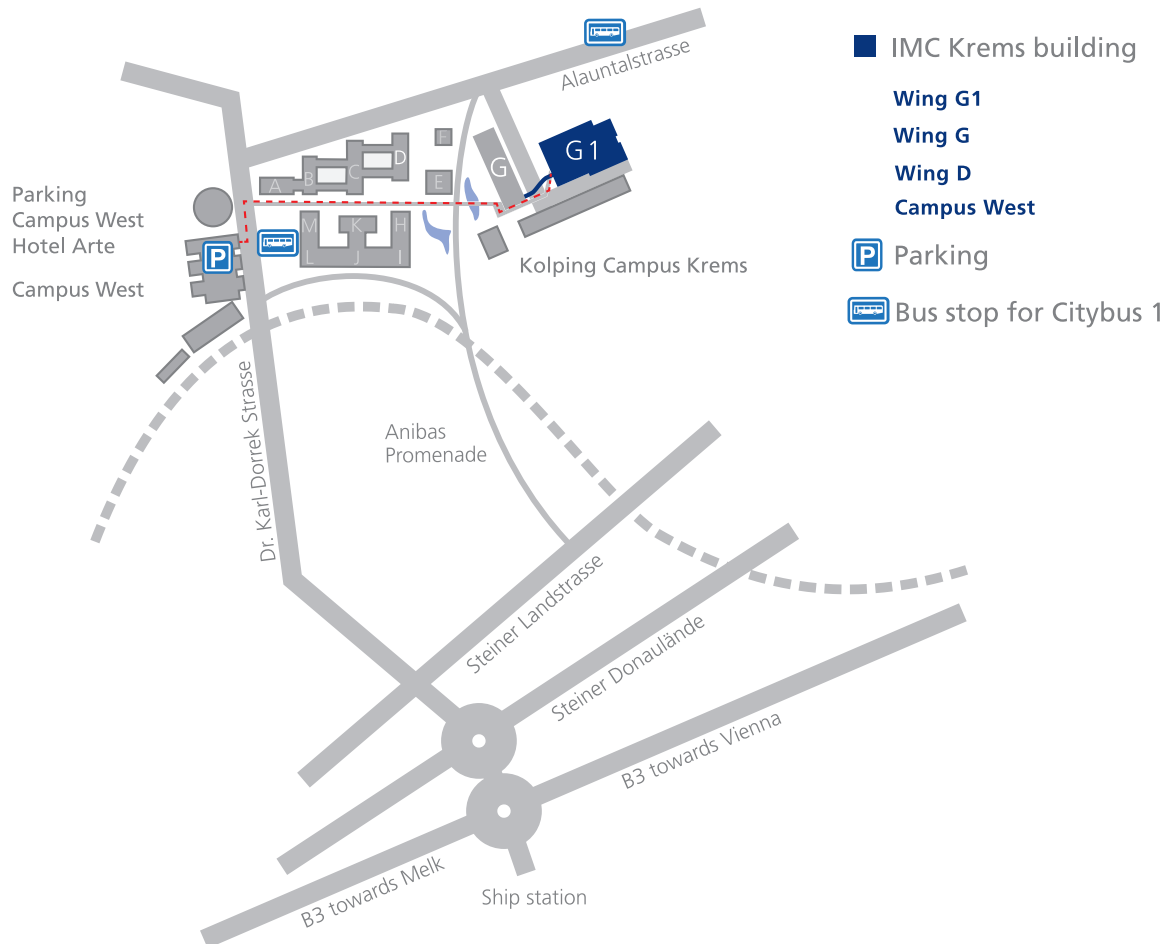 Alauntalstrasse
IMC Krems building
Wing G1
Wing G
Wing D
Campus West
P Parking
Bus stop for Citybus 1
F
D
C
B
A
E
G
G1
Parking
Campus West
Hotel Arte
Campus West
P
M
K
H
L
J
I
Kolping Campus Krems
Dr. Karl-Dorrek Strasse
Anibas
Promenade
Steiner Landstrasse
Steiner Donaulände
B3 towards Vienna
B3 towards Melk
Ship station